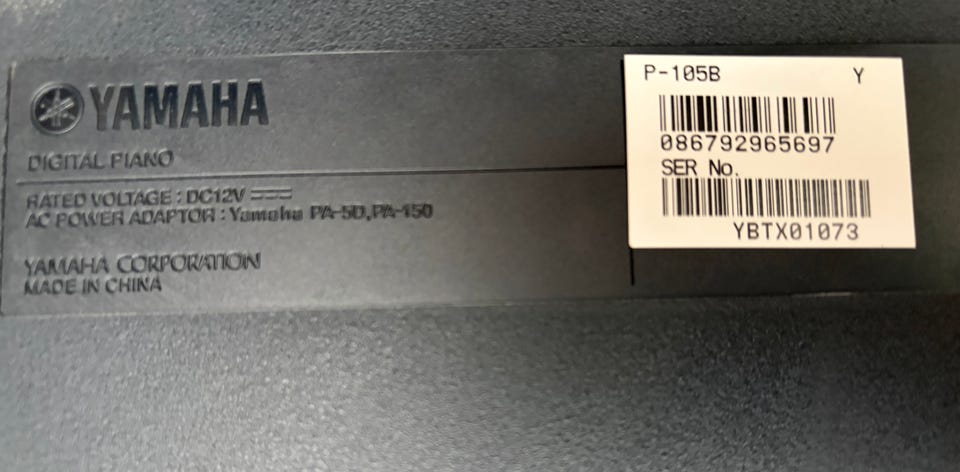 YAMAHA
DIGITAL PIANO
RATED VOLTAGE : DC12V
AC POWER ADAPTOR : Yamaha PA-5D,PA-150
YAMAHA CORPORATION
MADE IN CHINA
P-105B Y
086792965697
SER No.
YBTX01073